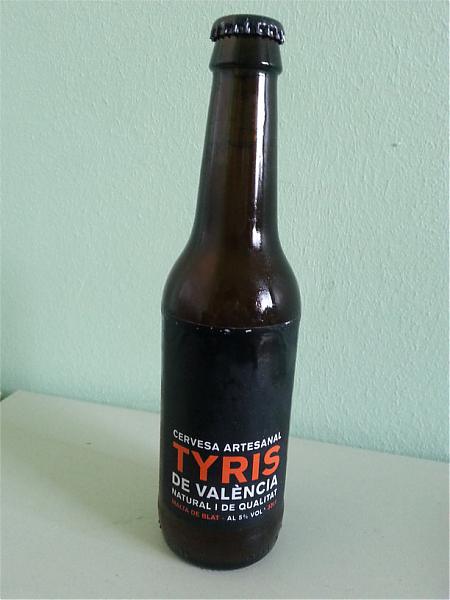 CERVESA ARTESANAL
TYRIS
DE VALÈNCIA
NATURAL I DE QUALITAT
MALTA DE BLAT - AL 5% VOL*